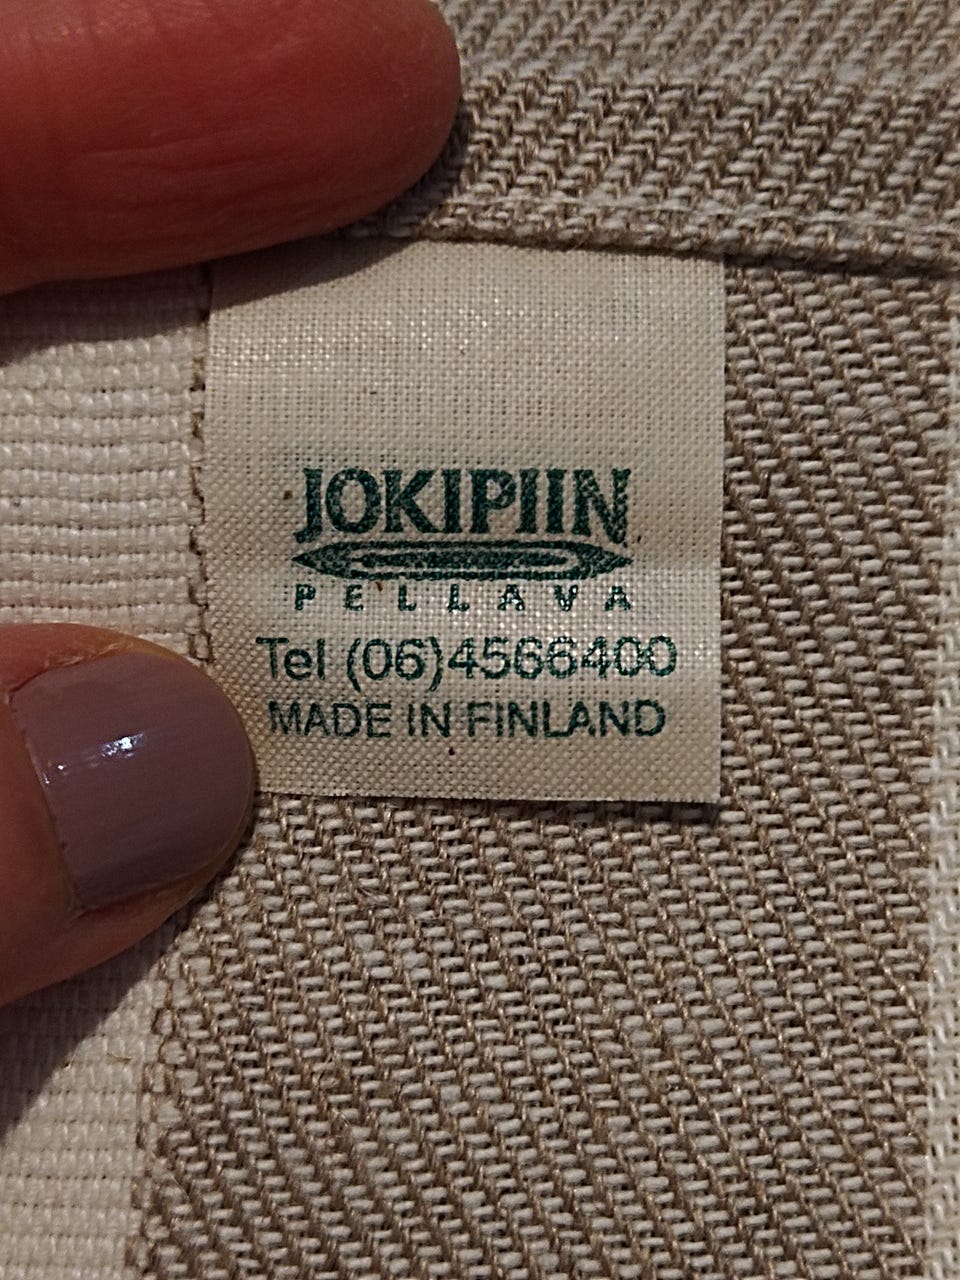 JOKIPIIN
PELLAVA
Tel (06)4566400
MADE IN FINLAND